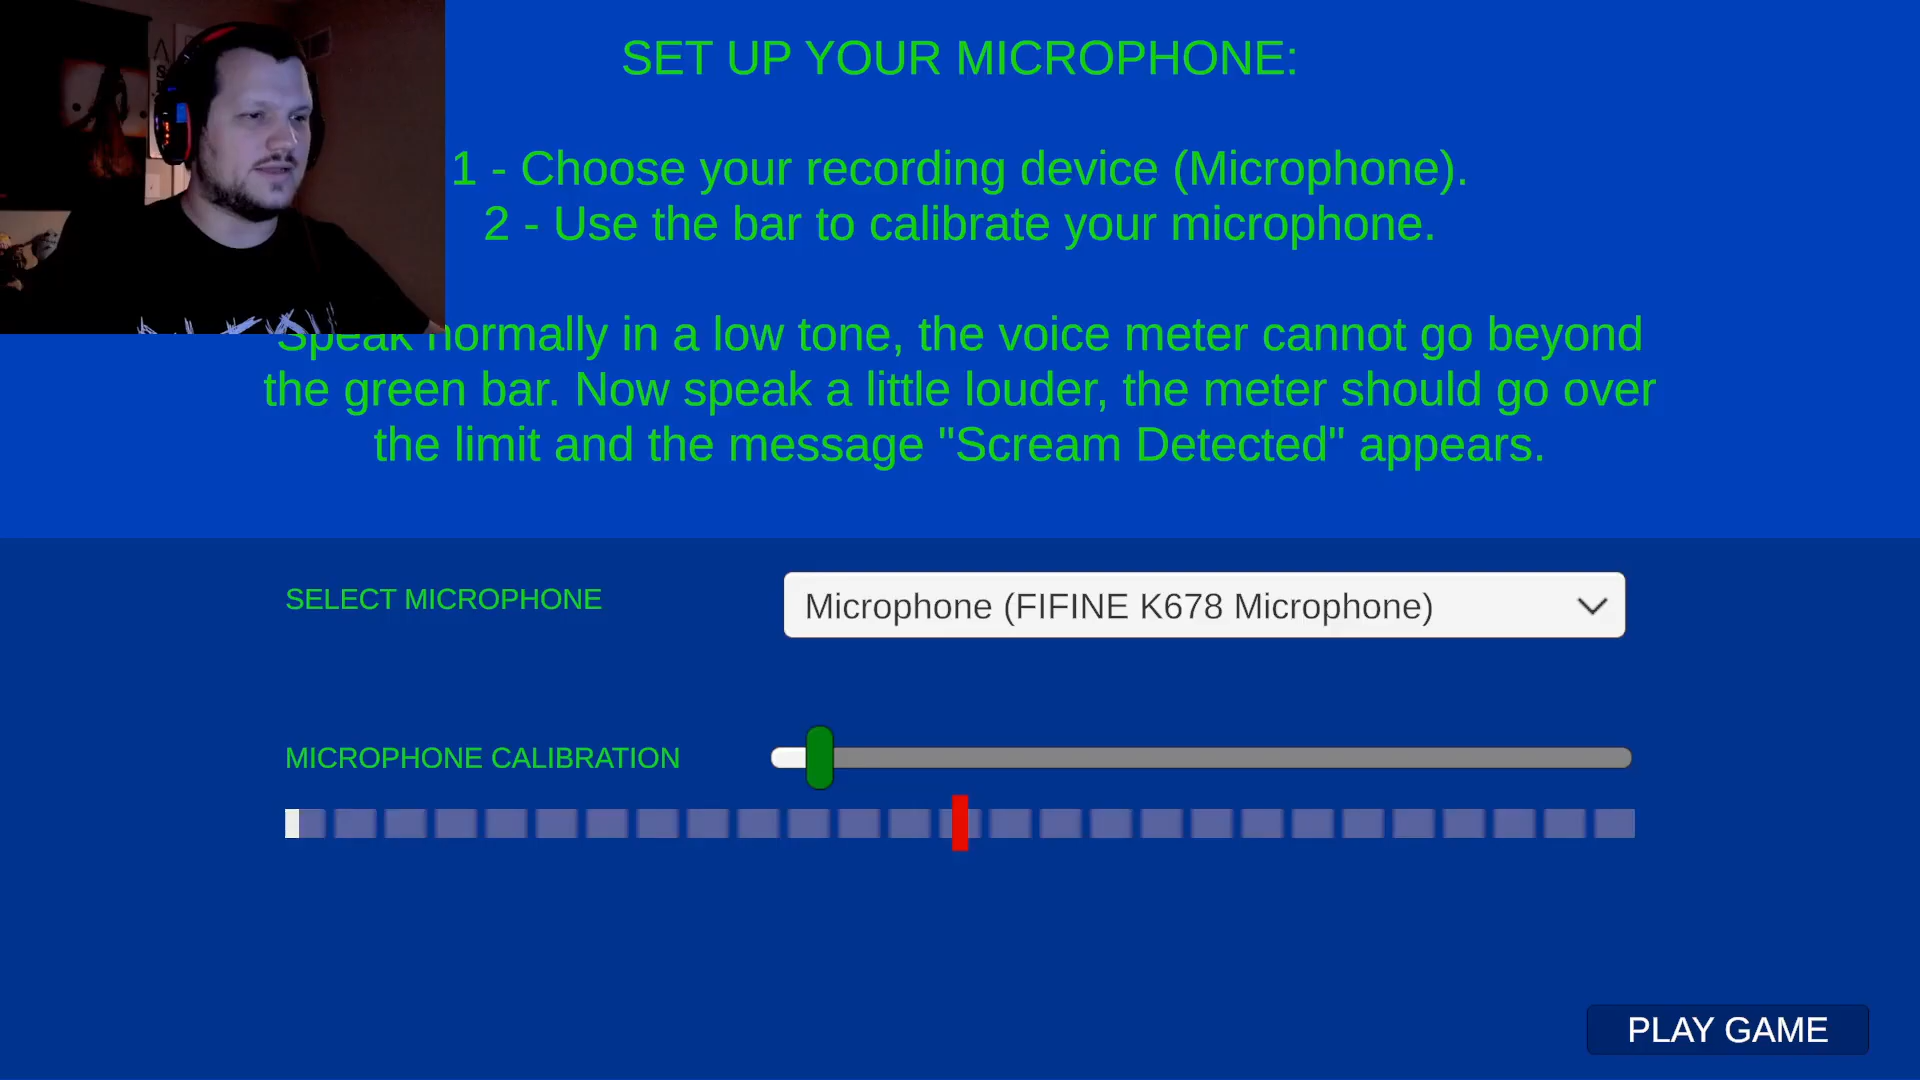 SET UP YOUR MICROPHONE:
1 - Choose your recording device (Microphone).
2 - Use the bar to calibrate your microphone.
Speak normally in a low tone, the voice meter cannot go beyond
the green bar. Now speak a little louder, the meter should go over
the limit and the message "Scream Detected" appears.
SELECT MICROPHONE
Microphone (FIFINE K678 Microphone)
MICROPHONE CALIBRATION
PLAY GAME